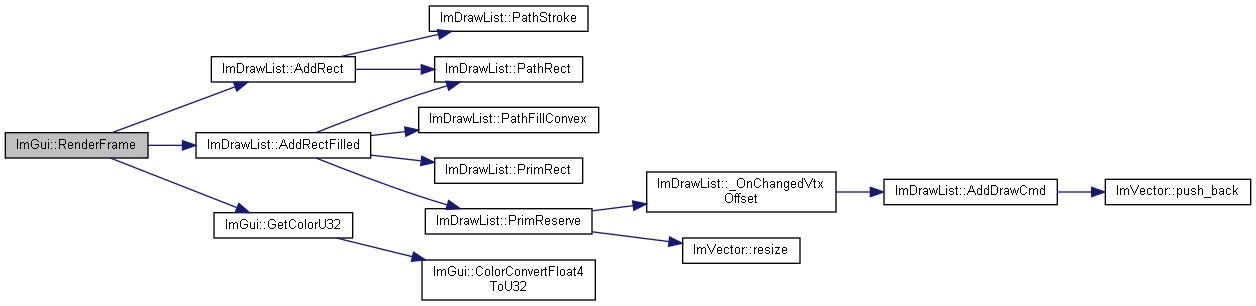 ImGui::RenderFrame
ImDrawList::AddRect
ImDrawList::AddRectFilled
ImGui::GetColorU32
ImDrawList::PathStroke
ImDrawList::PathRect
ImDrawList::PathFillConvex
ImDrawList::PrimRect
ImDrawList::PrimReserve
ImGui::ColorConvertFloat4
ToU32
ImDrawList::_OnChangedVtx
Offset
ImVector::resize
ImDrawList::AddDrawCmd
ImVector::push_back